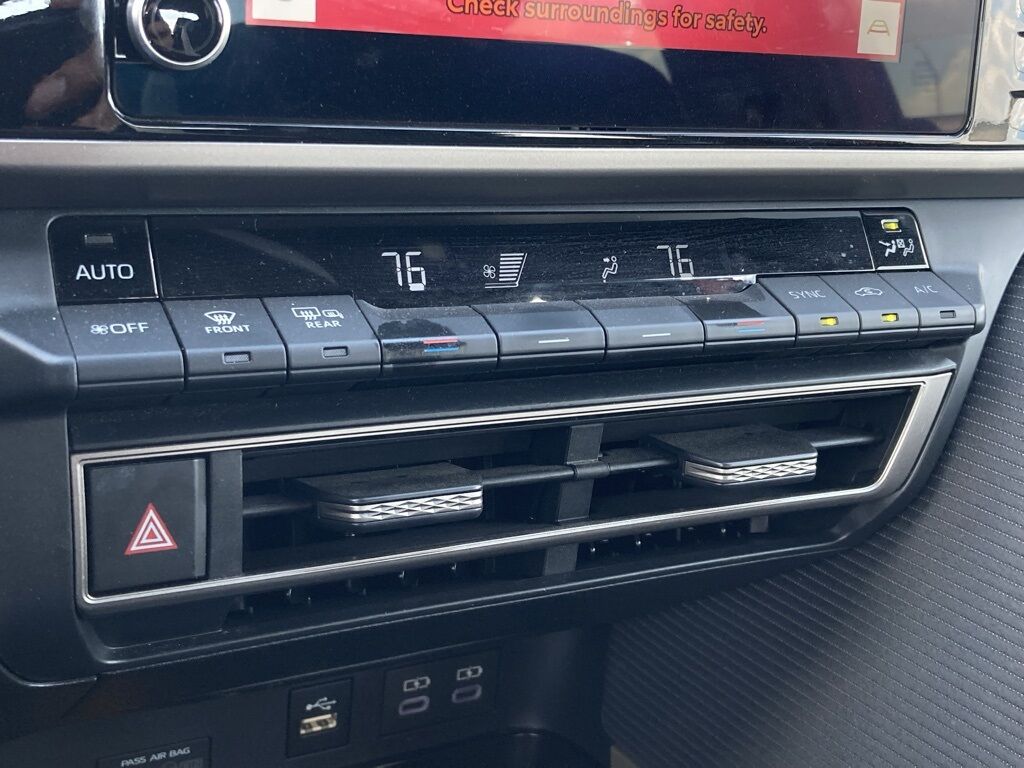 Check surroundings for safety.
AUTO
76
76
OFF
FRONT
REAR
SYNC
A/C
PASS AIR BAG